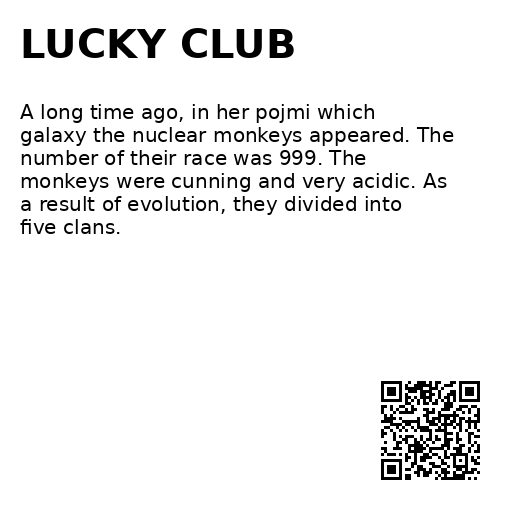 LUCKY CLUB
A long time ago, in her pojmi which
galaxy the nuclear monkeys appeared. The
number of their race was 999. The
monkeys were cunning and very acidic. As
a result of evolution, they divided into
five clans.